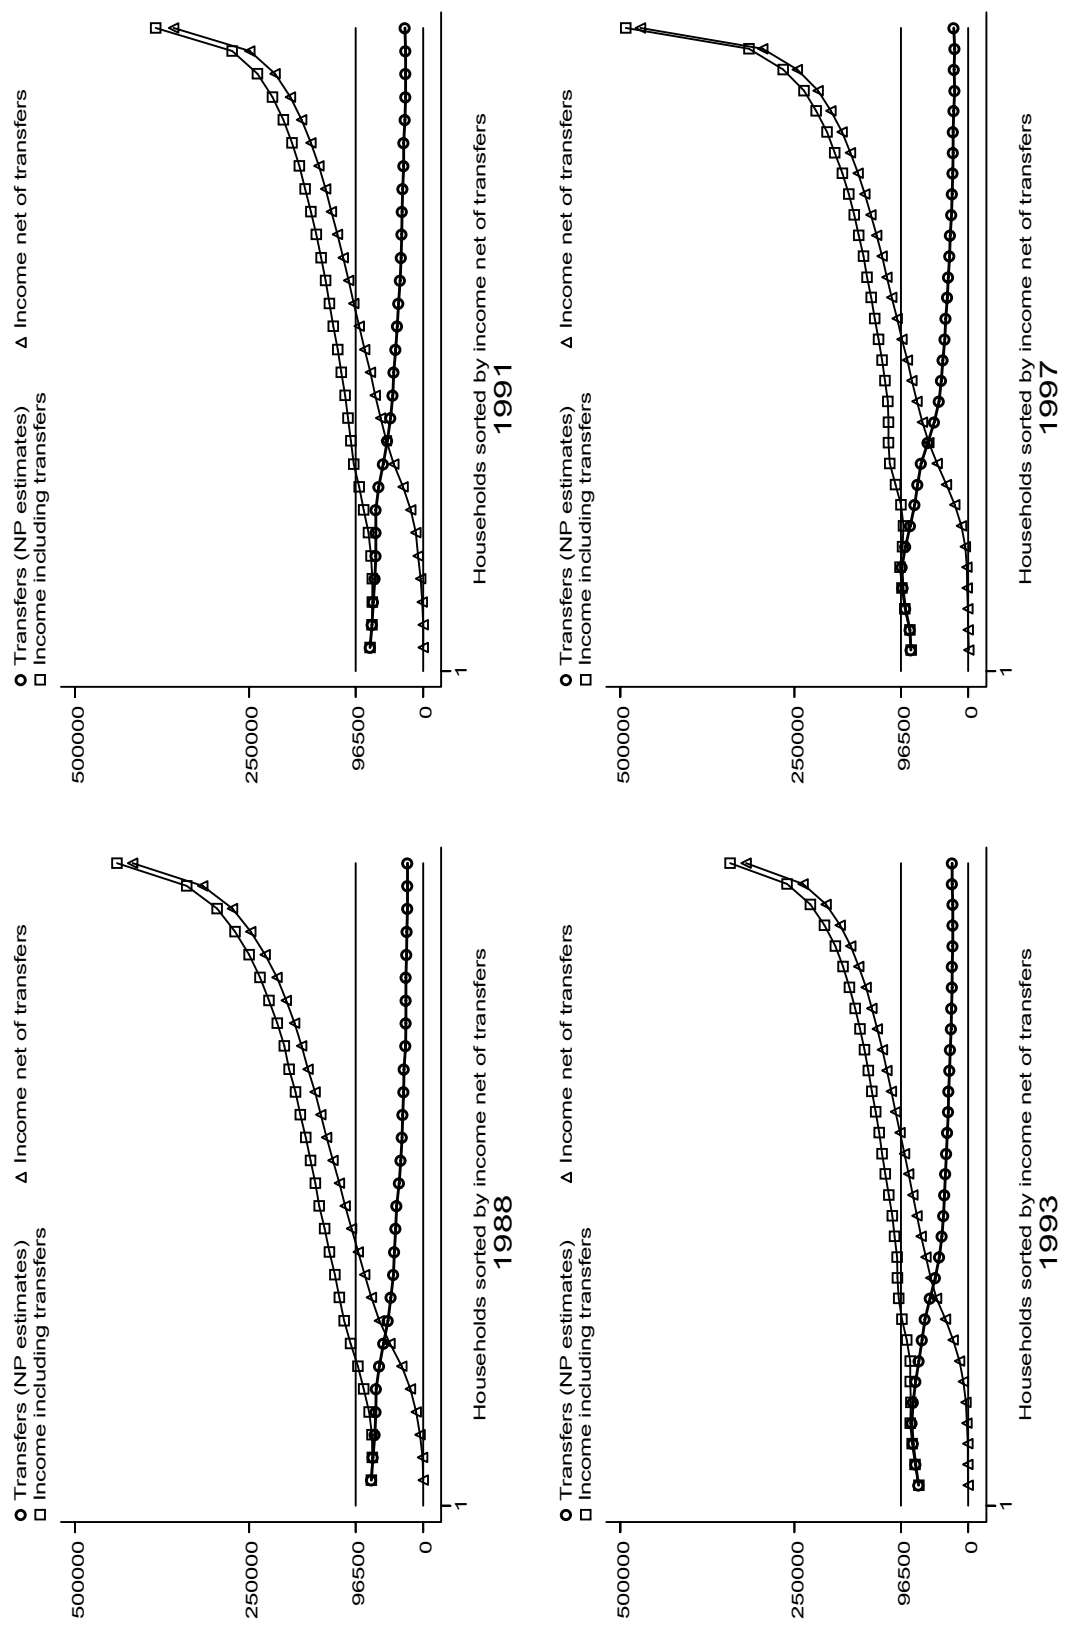 Transfers (NP estimates) Income net of transfers
Income including transfers
500000
250000
96500
0
1
Households sorted by income net of transfers
1988
Transfers (NP estimates) Income net of transfers
Income including transfers
500000
250000
96500
0
1
Households sorted by income net of transfers
1991
Transfers (NP estimates) Income net of transfers
Income including transfers
500000
250000
96500
0
1
Households sorted by income net of transfers
1993
Transfers (NP estimates) Income net of transfers
Income including transfers
500000
250000
96500
0
1
Households sorted by income net of transfers
1997